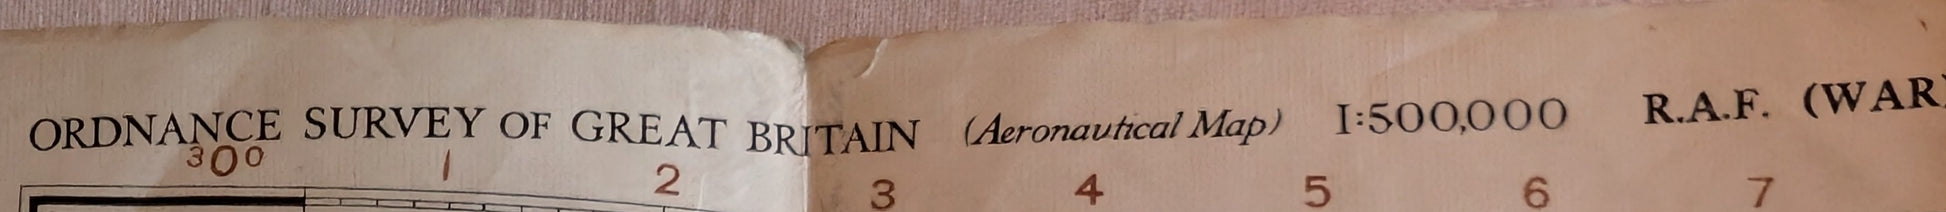 ORDNANCE SURVEY OF GREAT BRITAIN (Aeronautical Map) 1:500,000 R.A.F. (WAR)
300 1 2 3 4 5 6 7